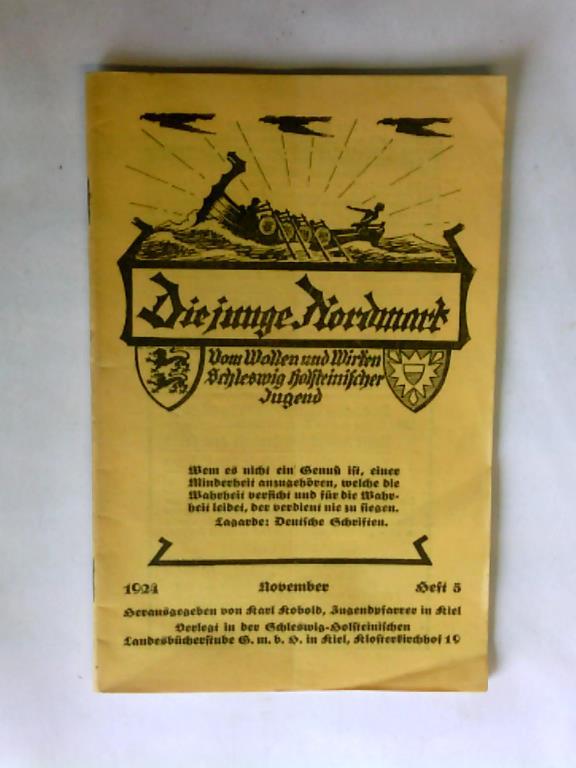 Die junge Nordmark
Vom Wollen und Wirken
Schleswig Holsteinischer
Jugend
Wem es nicht ein Genuß ist, einer
Minderheit anzugehören, welche die
Wahrheit verficht und für die Wahr-
heit leidet, der verdient nie zu siegen.
Lagarde: Deutsche Schriften.
1924 November Heft 5
Herausgegeben von Karl Kobold, Jugendpfarrer in Kiel
Verlegt in der Schleswig-Holsteinischen
Landesbücherstube G. m. b. H. in Kiel, Klosterkirchhof 19